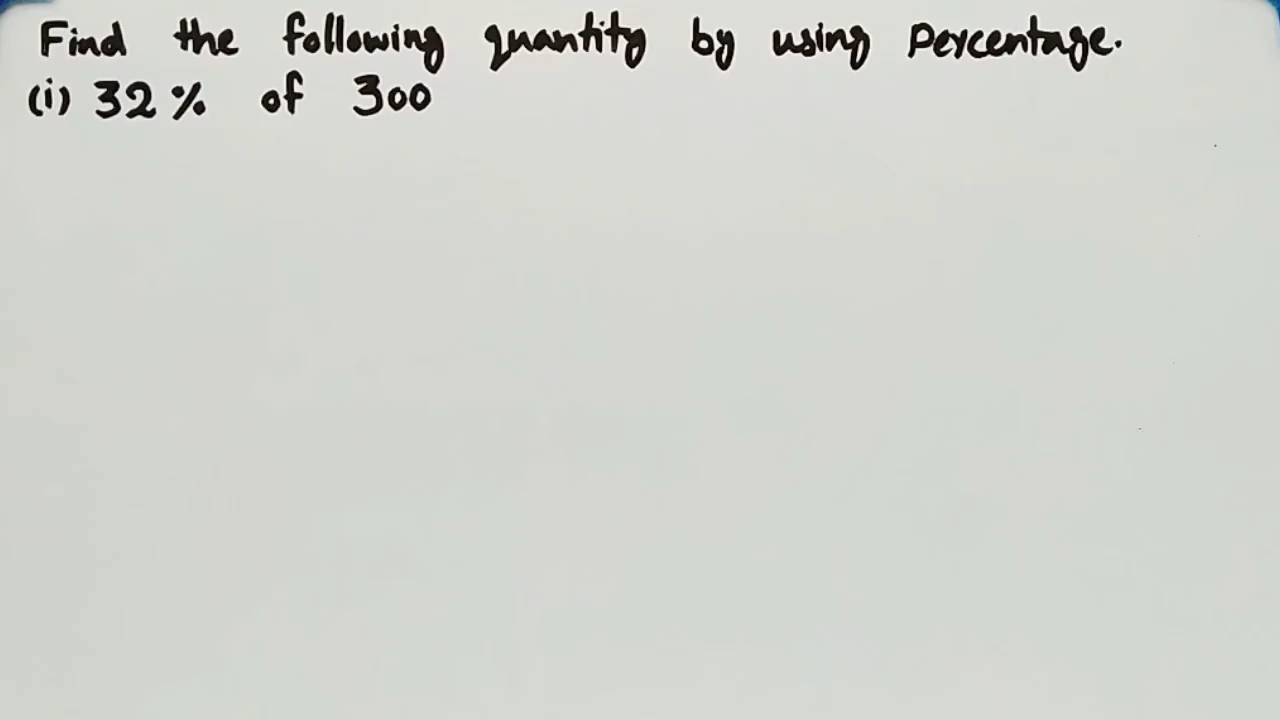 Find the following quantity by using Percentage.
(i) 32% of 300